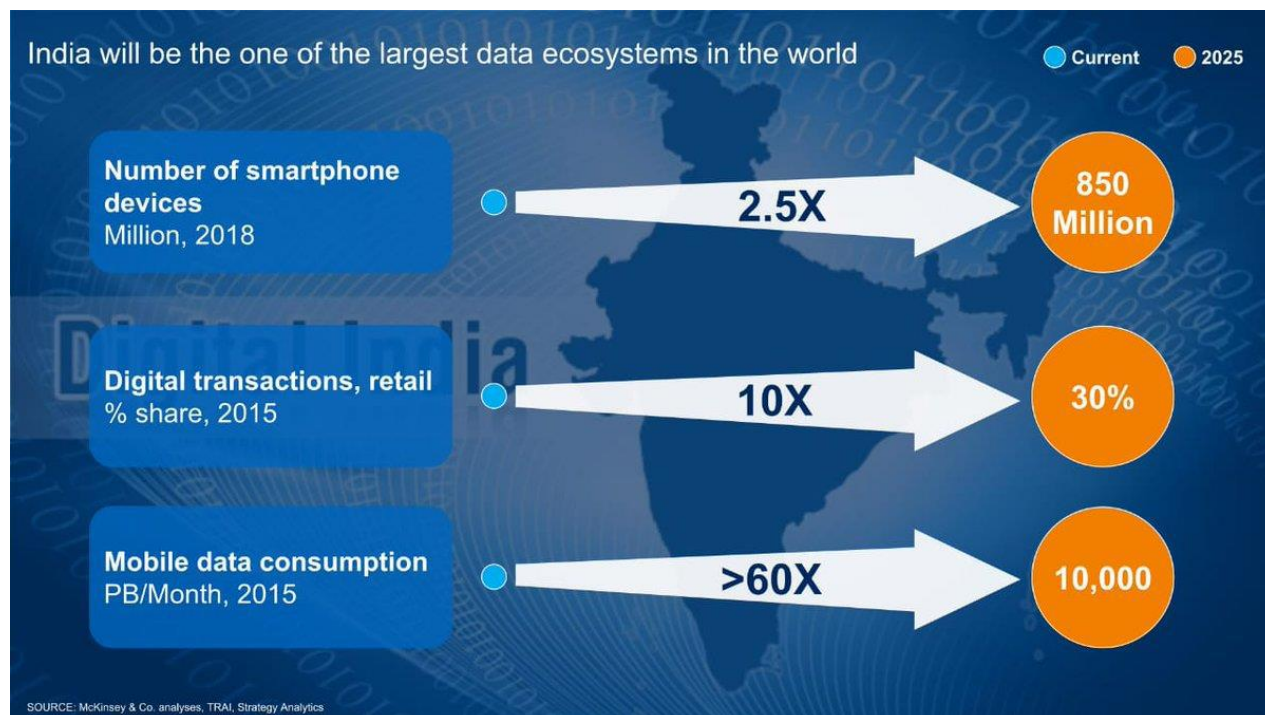 India will be the one of the largest data ecosystems in the world
Current
2025
Number of smartphone
devices
Million, 2018
2.5X
850
Million
Digital India
Digital transactions, retail
% share, 2015
10X
30%
Mobile data consumption
PB/Month, 2015
>60X
10,000
SOURCE: McKinsey & Co. analyses, TRAI, Strategy Analytics